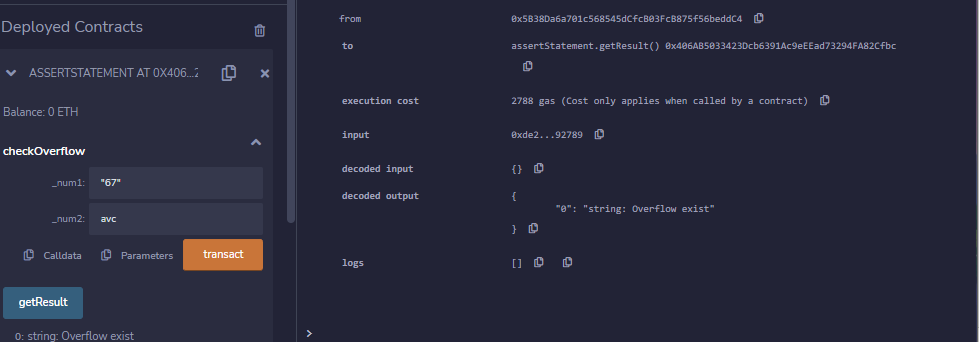 Deployed Contracts
ASSERTSTATEMENT AT 0X406...2
Balance: 0 ETH
checkOverflow
_num1: "67"
_num2: avc
Calldata Parameters transact
getResult
0: string: Overflow exist
from 0x5B38Da6a701c568545dCfcB03FcB875f56beddC4
to assertStatement.getResult() 0x406AB5033423Dcb6391Ac9eEEad73294FA82Cfbc
execution cost 2788 gas (Cost only applies when called by a contract)
input 0xde2...92789
decoded input {}
decoded output {
"0": "string: Overflow exist"
}
logs []
>